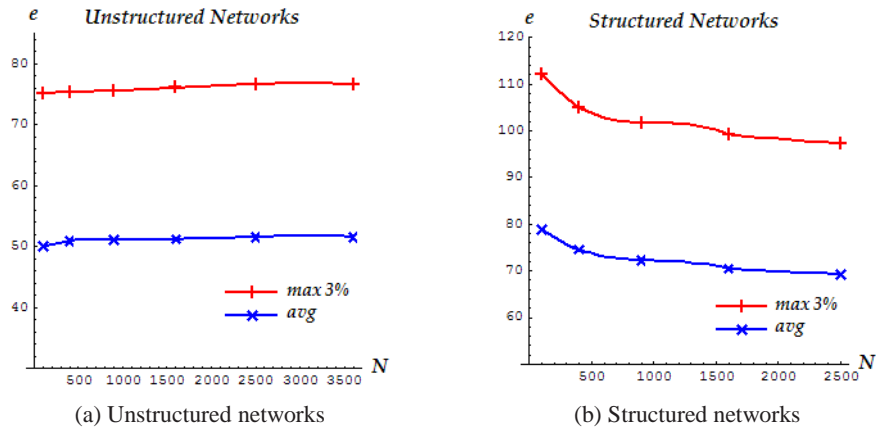 e Unstructured Networks
80
70
60
50
40
max 3%
avg
500 1000 1500 2000 2500 3000 3500 N
(a) Unstructured networks
e Structured Networks
120
110
100
90
80
70
60
max 3%
avg
500 1000 1500 2000 2500 N
(b) Structured networks